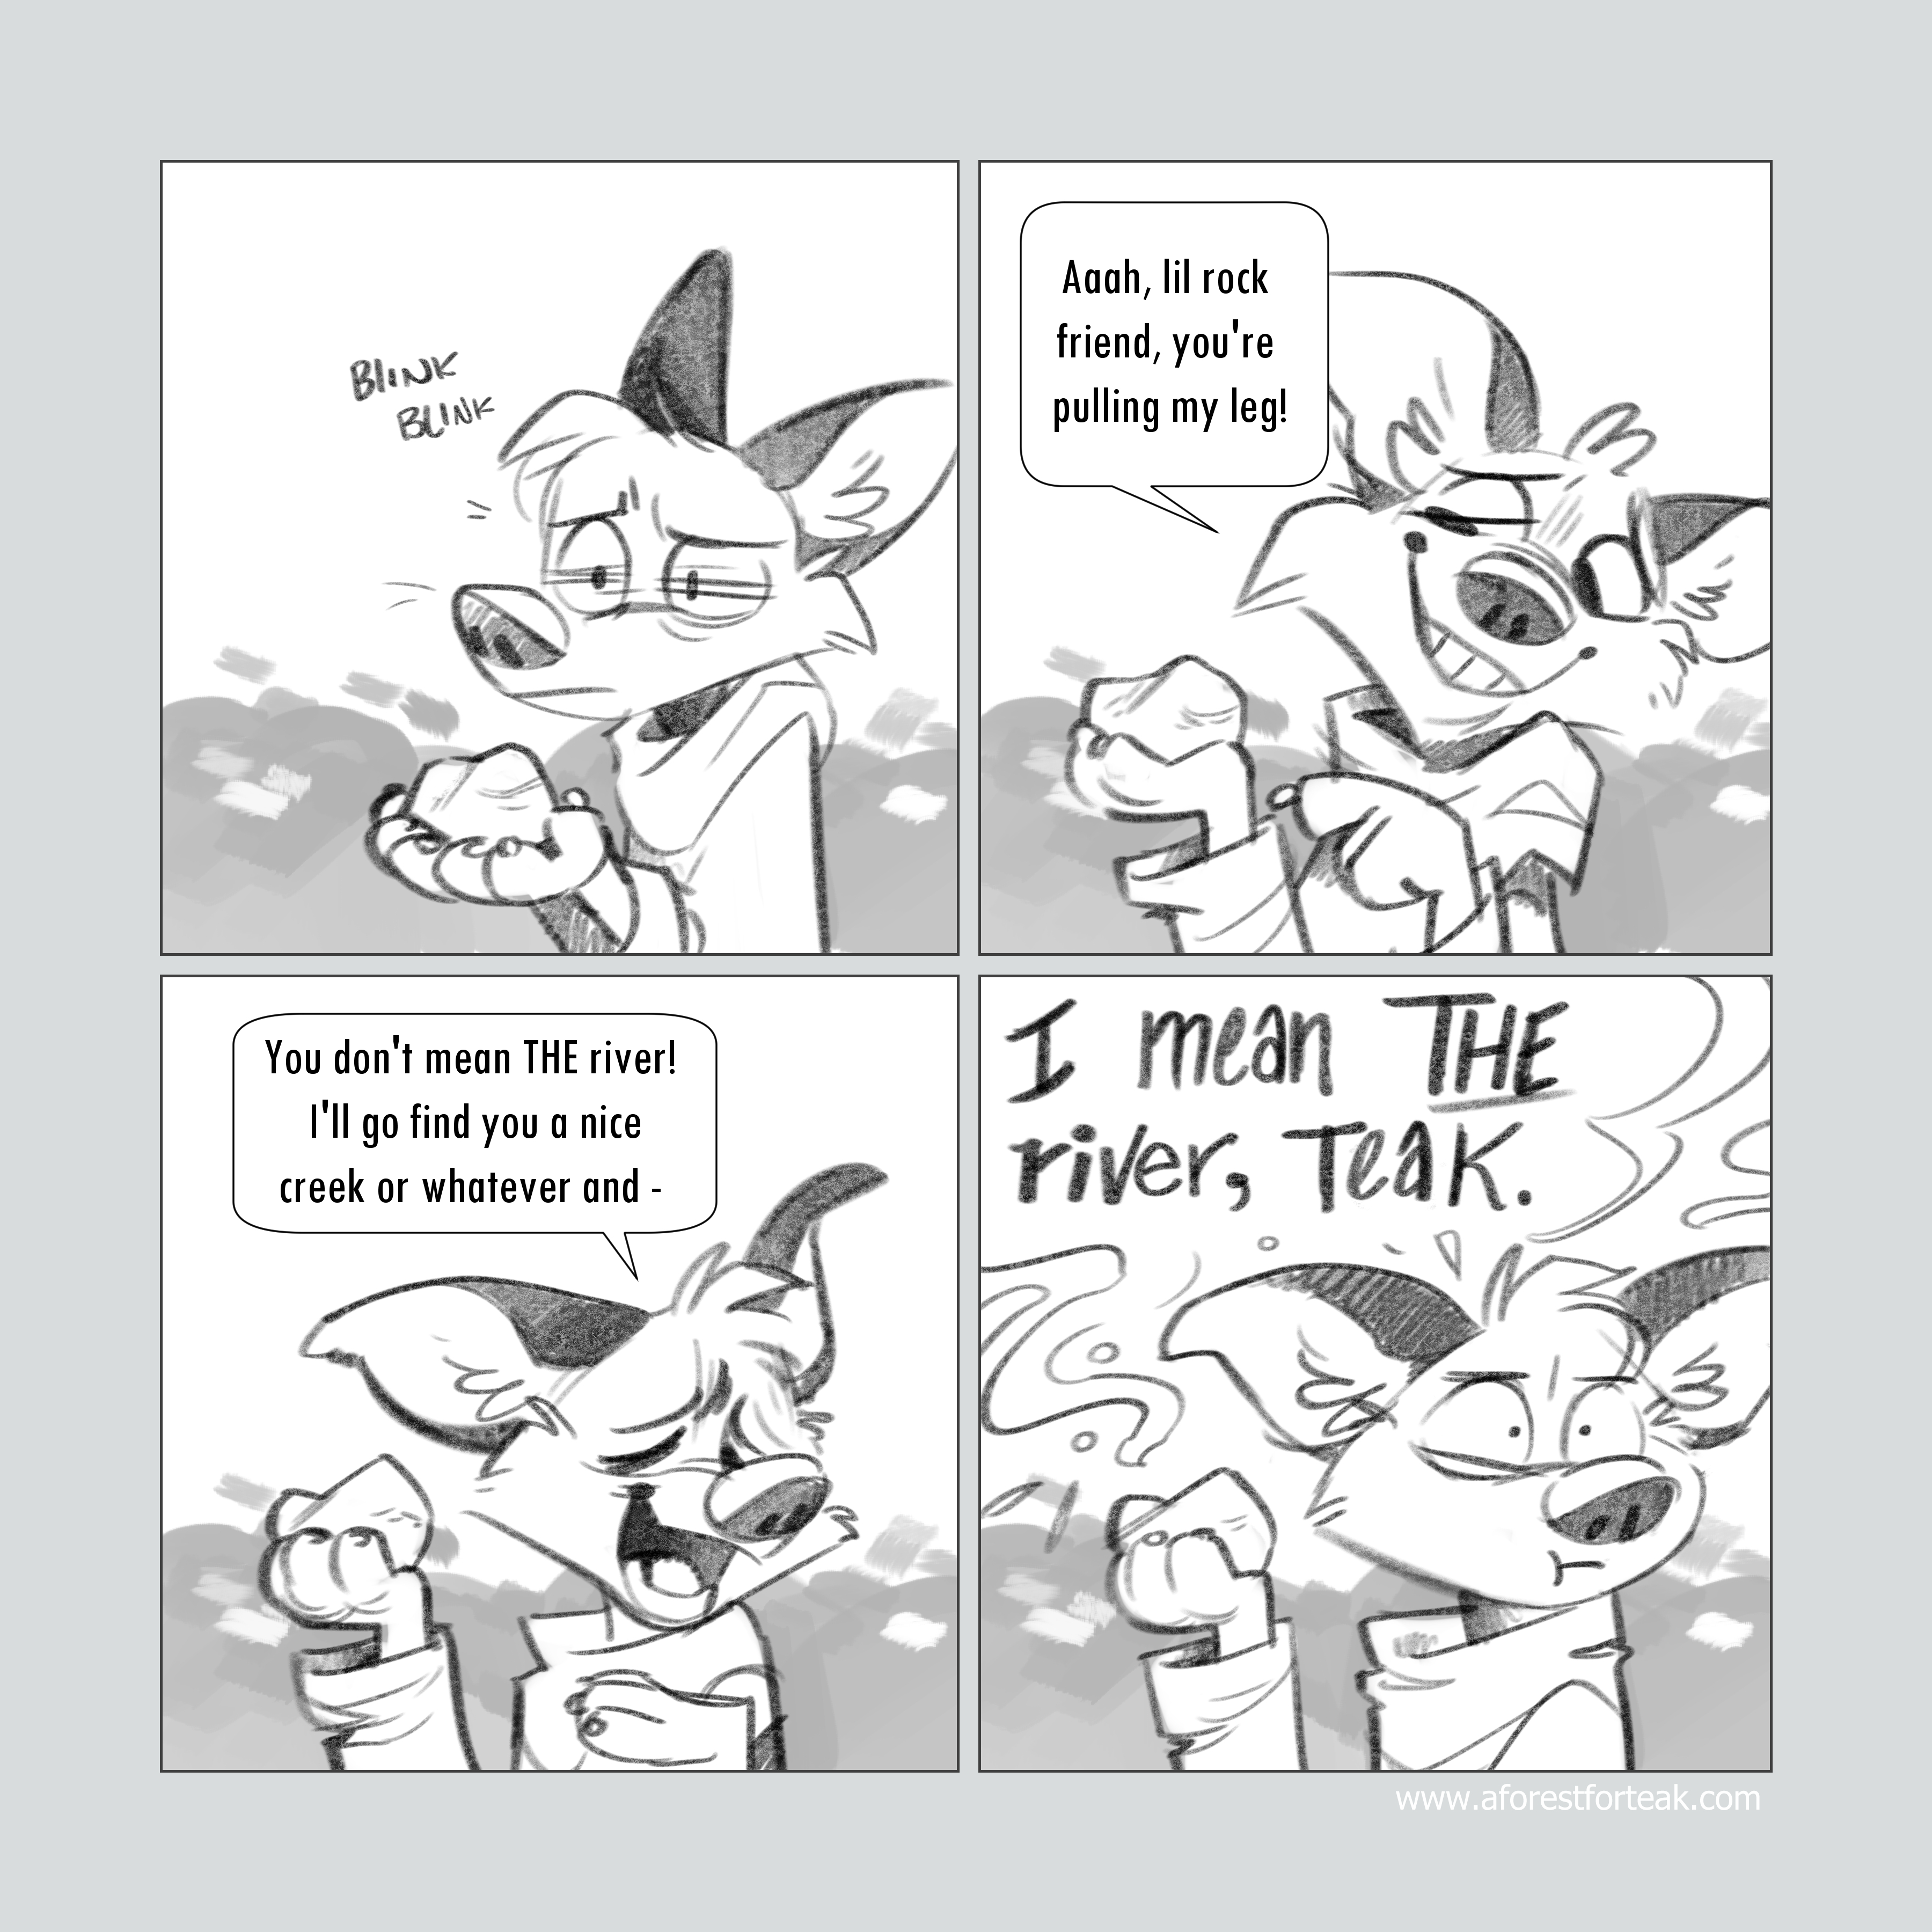 BLINK
BLINK
Aaah, lil rock
friend, you're
pulling my leg!
You don't mean THE river!
I'll go find you a nice
creek or whatever and -
I mean THE
river, Teak.
www.aforestforteak.com